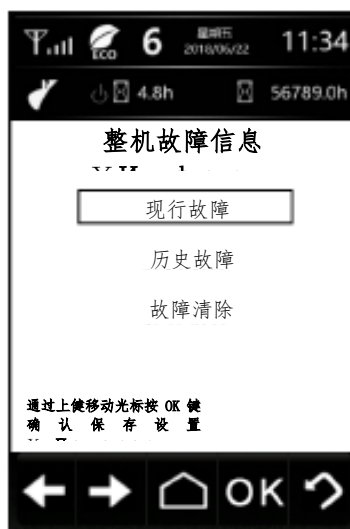 ECO 6 星期五 2018/06/22 11:34
4.8h 56789.0h
整机故障信息
现行故障
历史故障
故障清除
通过上健移动光标按 OK 键
确 认 保 存 设 置
OK